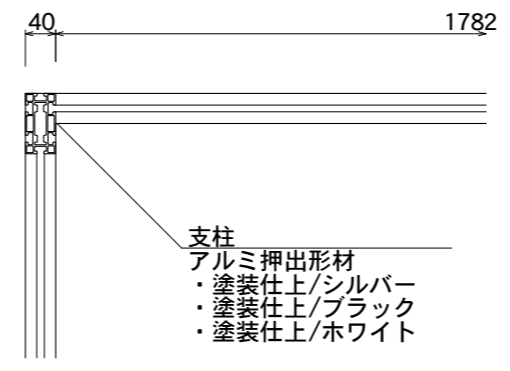 40
1782
支柱
アルミ押出形材
・塗装仕上/シルバー
・塗装仕上/ブラック
・塗装仕上/ホワイト